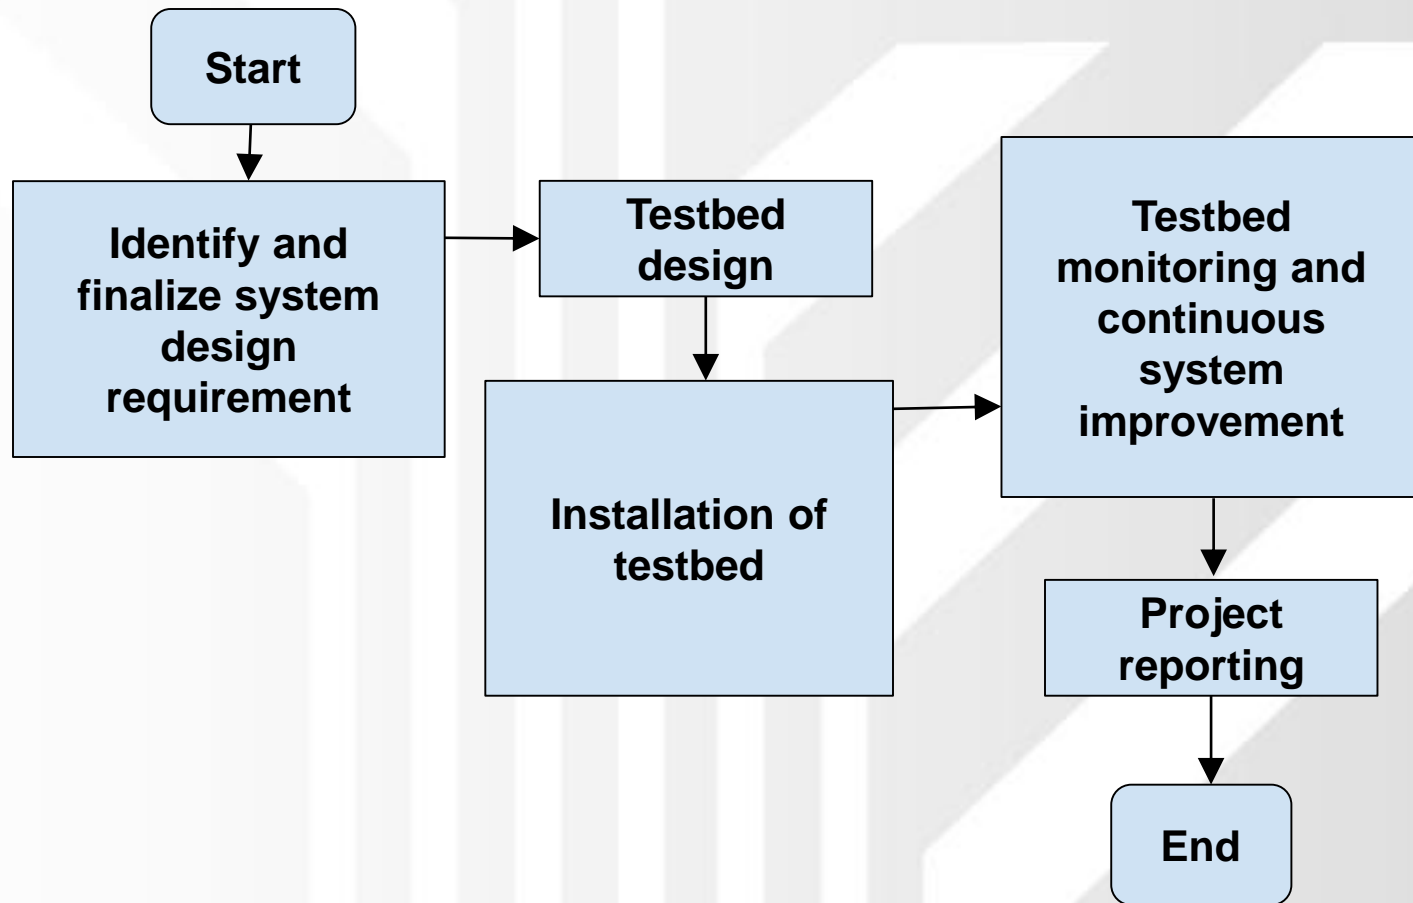 Start
Identify and
finalize system
design
requirement
Testbed
design
Installation of
testbed
Testbed
monitoring and
continuous
system
improvement
Project
reporting
End